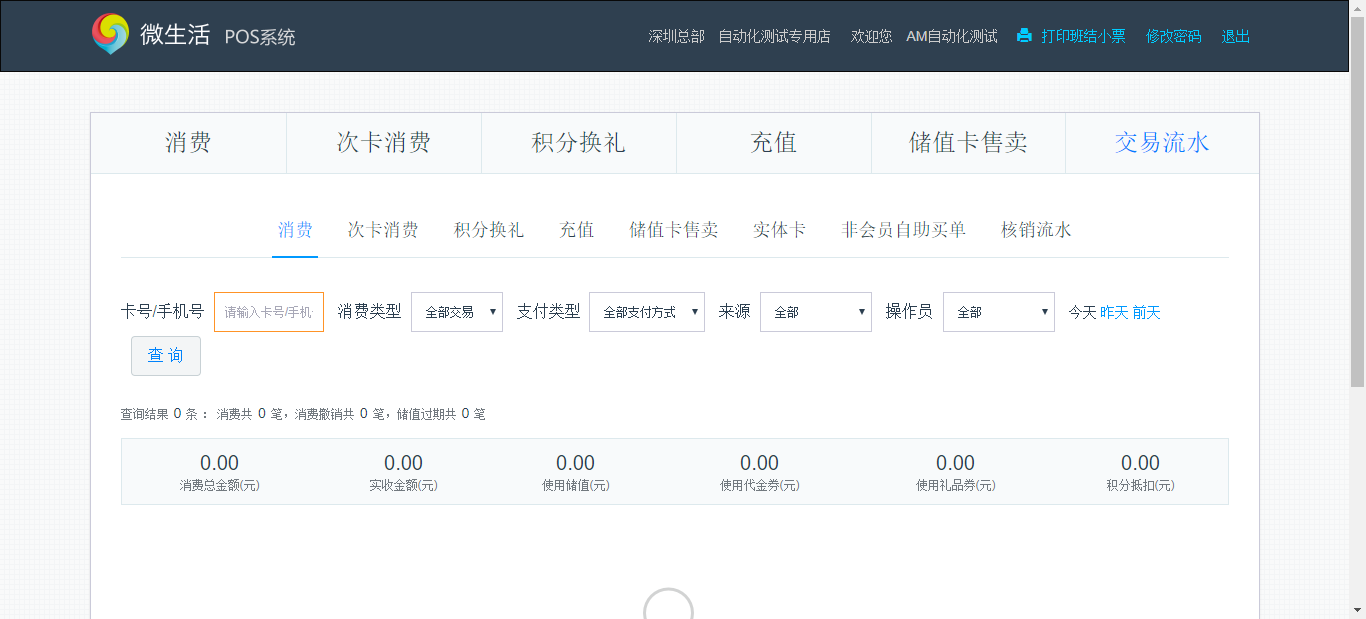 微生活 POS系统 深圳总部 自动化测试专用店 欢迎您 AM自动化测试 打印班结小票 修改密码 退出
消费 次卡消费 积分换礼 充值 储值卡售卖 交易流水
消费 次卡消费 积分换礼 充值 储值卡售卖 实体卡 非会员自助买单 核销流水
卡号/手机号 请输入卡号/手机 消费类型 全部交易 支付类型 全部支付方式 来源 全部 操作员 全部 今天 昨天 前天
查 询
查询结果 0 条 ： 消费共 0 笔，消费撤销共 0 笔，储值过期共 0 笔
0.00 0.00 0.00 0.00 0.00 0.00
消费总金额(元) 实收金额(元) 使用储值(元) 使用代金券(元) 使用礼品券(元) 积分抵扣(元)